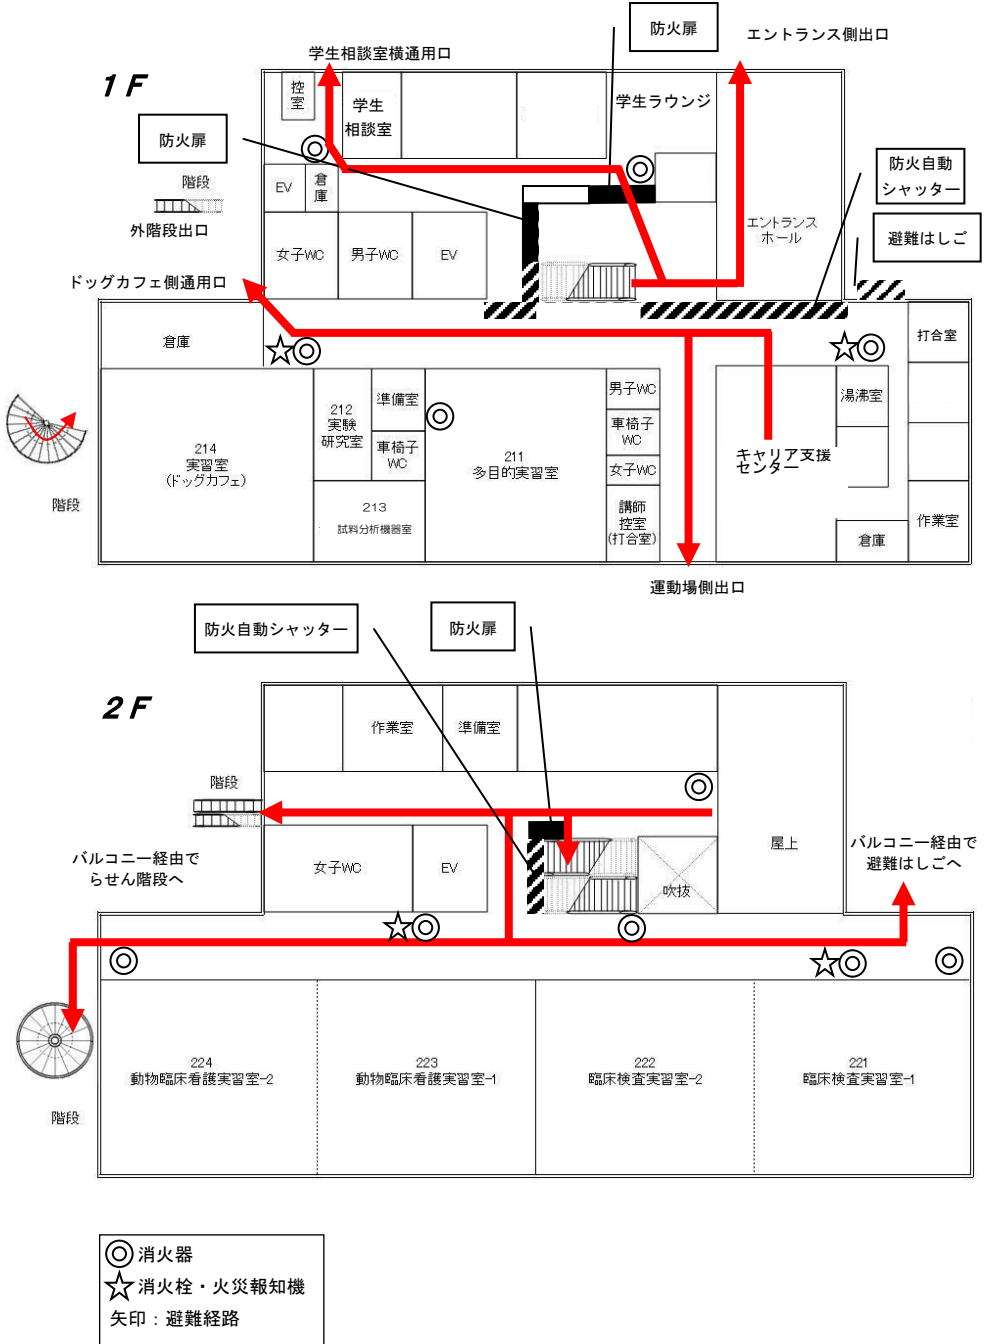 防火扉
エントランス側出口
学生相談室横通用口
1F
控
室
学生
相談室
学生ラウンジ
防火扉
防火自動
シャッター
階段
EV
倉
庫
外階段出口
エントランス
ホール
避難はしご
女子WC
男子WC
EV
ドッグカフェ側通用口
倉庫
打合室
男子WC
準備室
湯沸室
212
実験
研究室
車椅子
WC
214
実習室
(ドッグカフェ)
車椅子
WC
211
多目的実習室
女子WC
キャリア支援
センター
階段
213
試料分析機器室
講師
控室
(打合室)
作業室
倉庫
運動場側出口
防火自動シャッター
防火扉
2F
作業室
準備室
階段
屋上
バルコニー経由で
らせん階段へ
バルコニー経由で
避難はしごへ
女子WC
EV
吹抜
224
動物臨床看護実習室-2
223
動物臨床看護実習室-1
222
臨床検査実習室-2
221
臨床検査実習室-1
階段
消火器
消火栓・火災報知機
矢印：避難経路